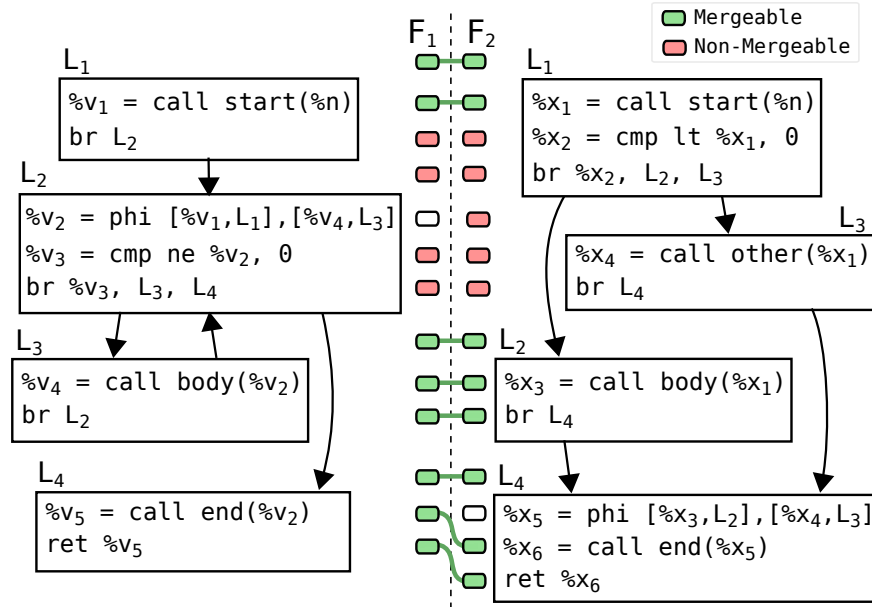 F₁ F₂
Mergeable
Non-Mergeable
L₁
%v₁ = call start(%n)
br L₂
L₂
%v₂ = phi [%v₁,L₁],[%v₄,L₃]
%v₃ = cmp ne %v₂, 0
br %v₃, L₃, L₄
L₃
%v₄ = call body(%v₂)
br L₂
L₄
%v₅ = call end(%v₂)
ret %v₅
L₁
%x₁ = call start(%n)
%x₂ = cmp lt %x₁, 0
br %x₂, L₂, L₃
L₃
%x₄ = call other(%x₁)
br L₄
L₂
%x₃ = call body(%x₁)
br L₄
L₄
%x₅ = phi [%x₃,L₂],[%x₄,L₃]
%x₆ = call end(%x₅)
ret %x₆